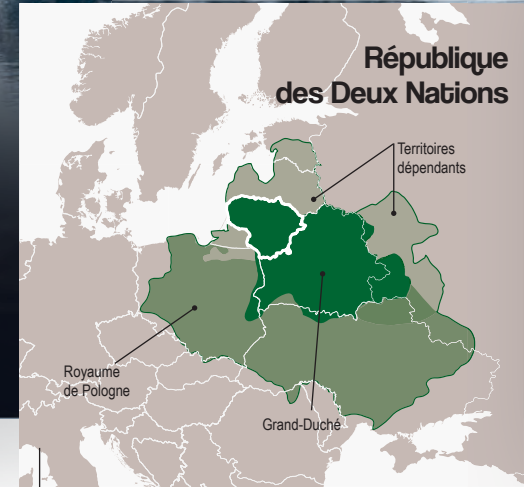 République
des Deux Nations
Territoires
dépendants
Royaume
de Pologne
Grand-Duché